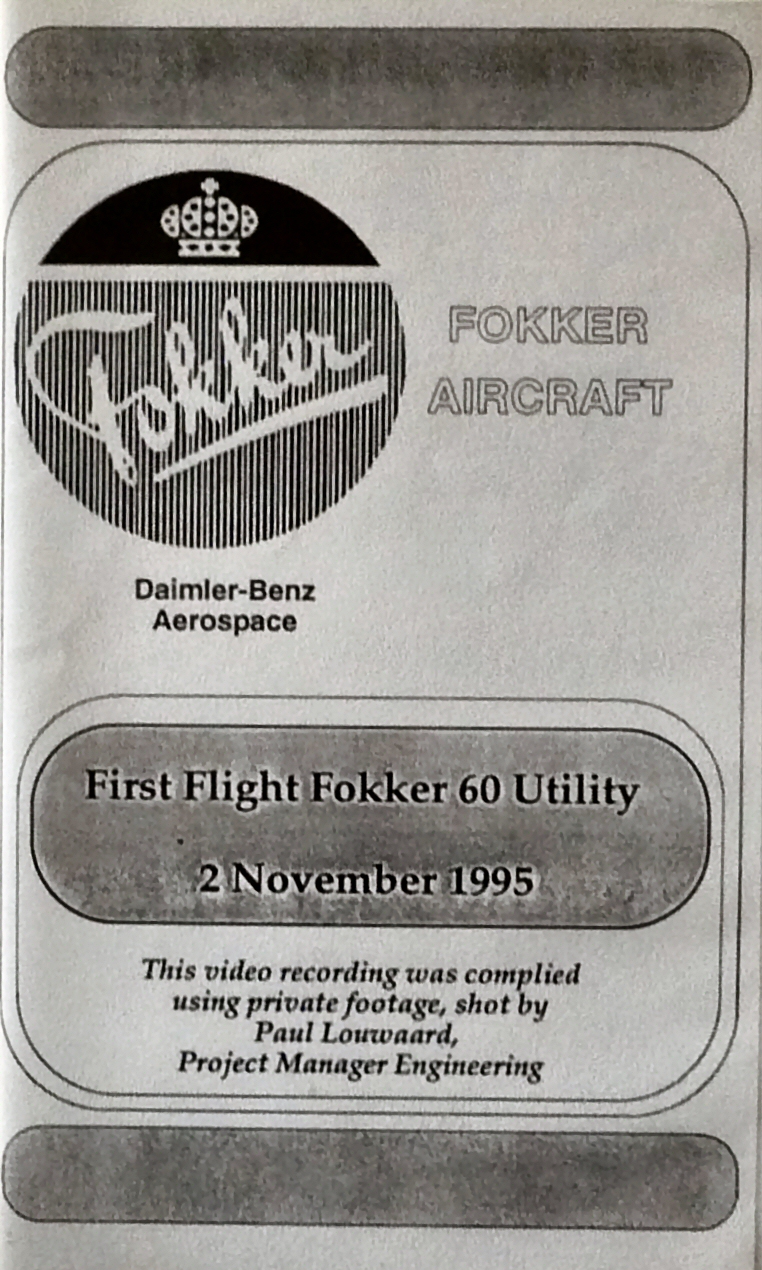 Fokker
FOKKER
AIRCRAFT
Daimler-Benz
Aerospace
First Flight Fokker 60 Utility
2 November 1995
This video recording was complied
using private footage, shot by
Paul Louwaard,
Project Manager Engineering